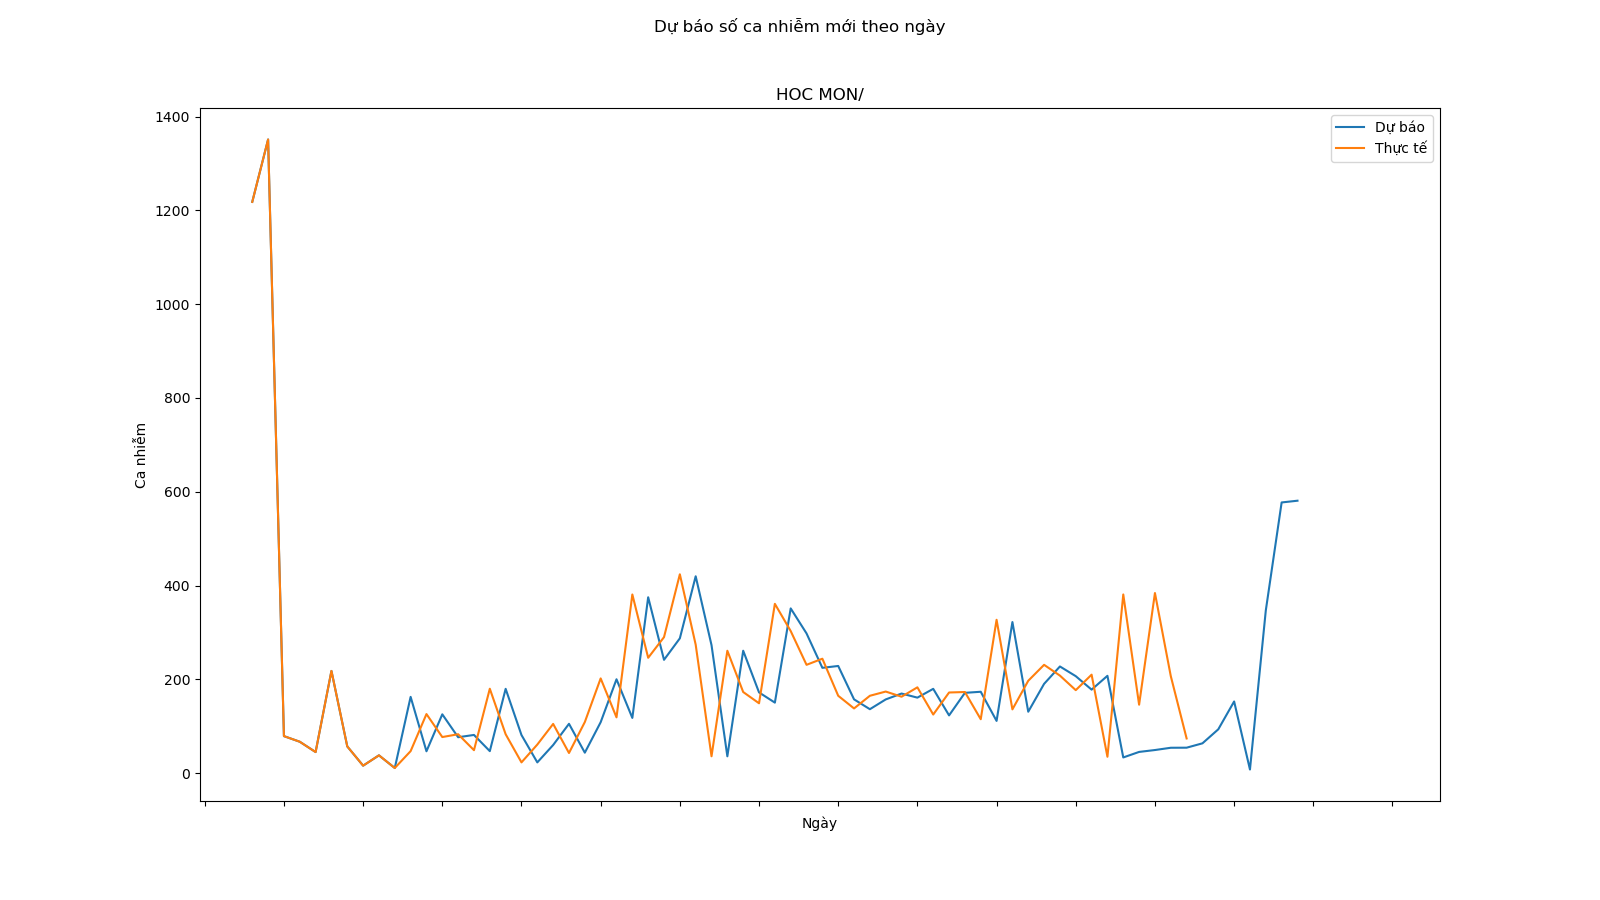 Dự báo số ca nhiễm mới theo ngày
HOC MON/
1400
1200
1000
800
600
400
200
0
Ca nhiễm
Dự báo
Thực tế
Ngày